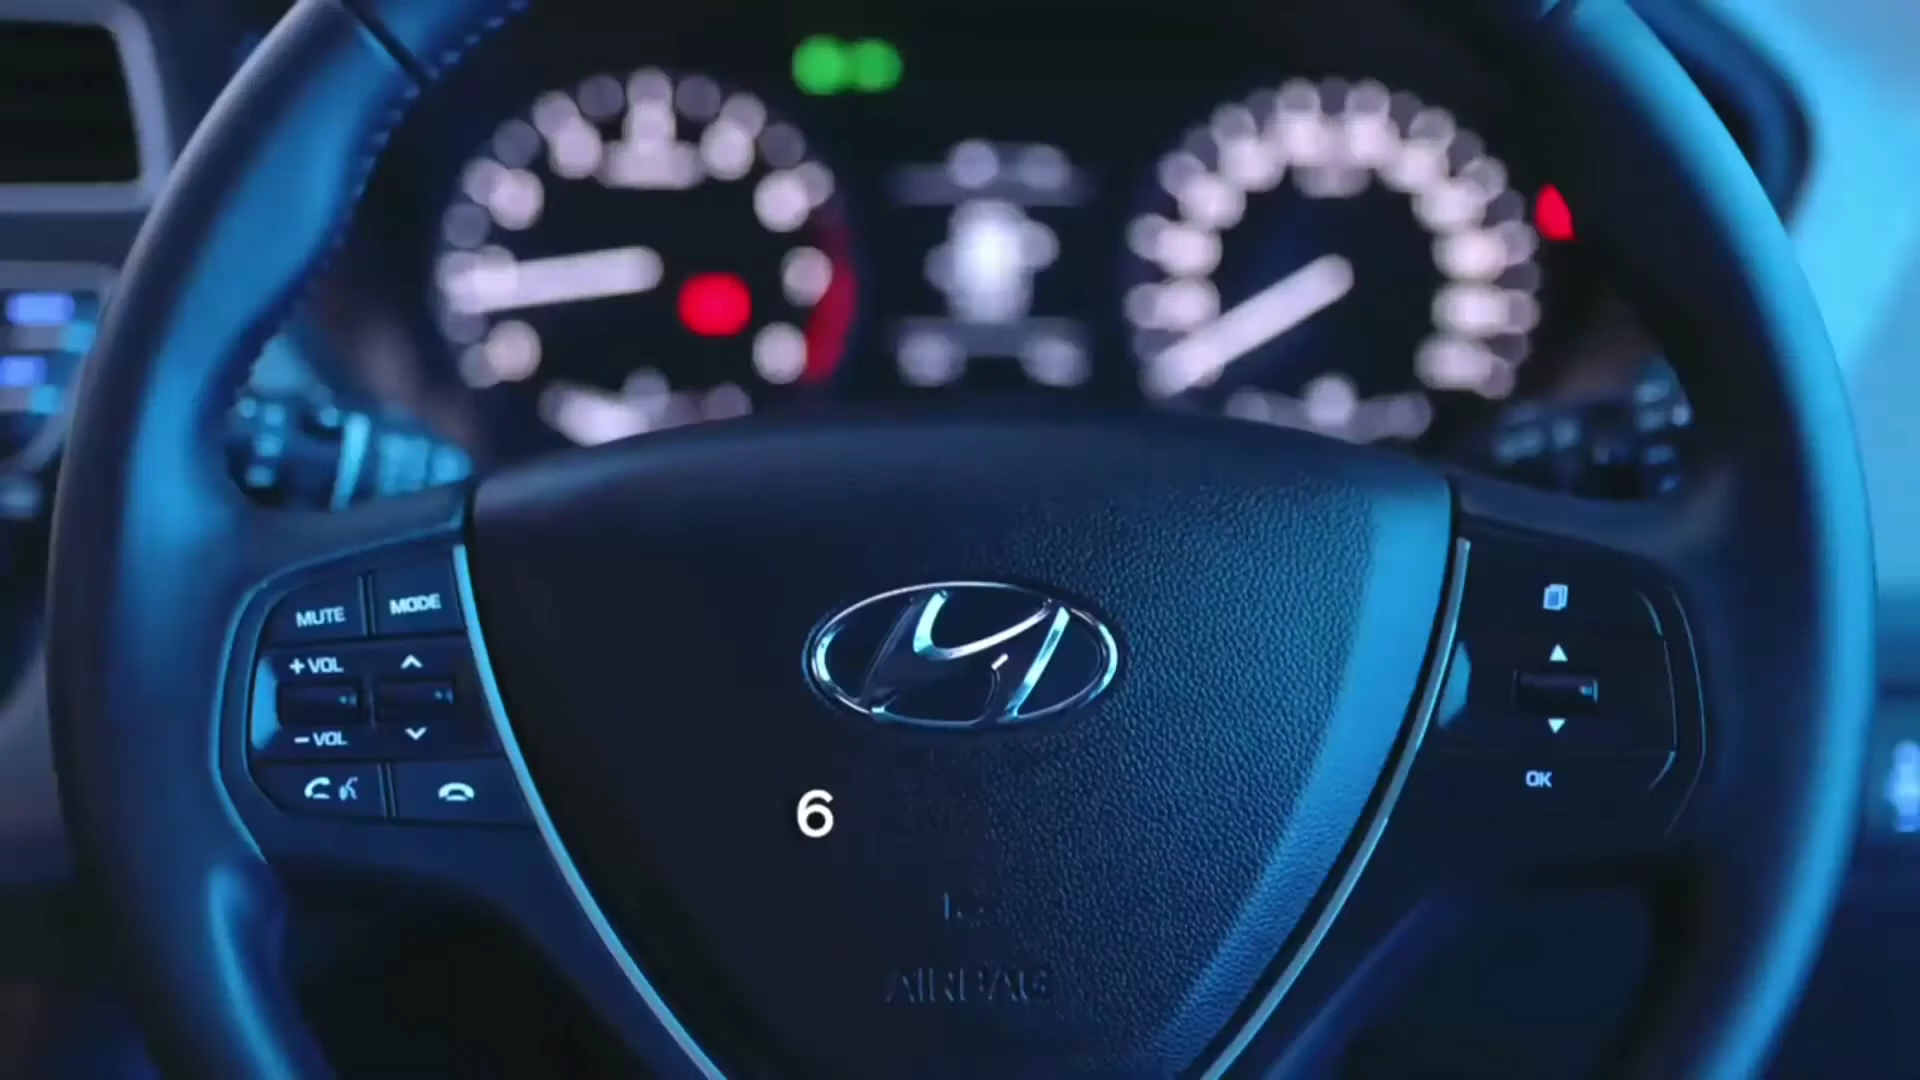 MUTE MODE
+ VOL
- VOL
OK
6
AIRBAG